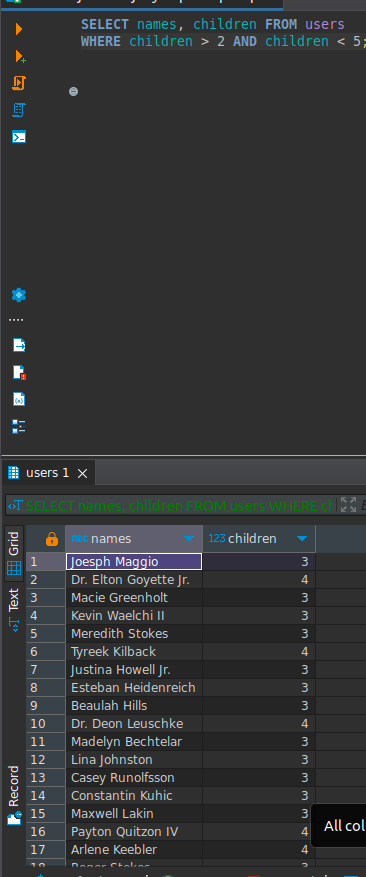 SELECT names, children FROM users
WHERE children > 2 AND children < 5;
users 1
SELECT names, children FROM users WHERE
Grid
Text
Record
ABC names
123 children
1 Joesph Maggio 3
2 Dr. Elton Goyette Jr. 4
3 Macie Greenholt 3
4 Kevin Waelchi II 3
5 Meredith Stokes 3
6 Tyreek Kilback 4
7 Justina Howell Jr. 3
8 Esteban Heidenreich 3
9 Beaulah Hills 3
10 Dr. Deon Leuschke 4
11 Madelyn Bechtelar 3
12 Lina Johnston 3
13 Casey Runolfsson 3
14 Constantin Kuhic 3
15 Maxwell Lakin 3
16 Payton Quitzon IV 4
17 Arlene Keebler 4
All col